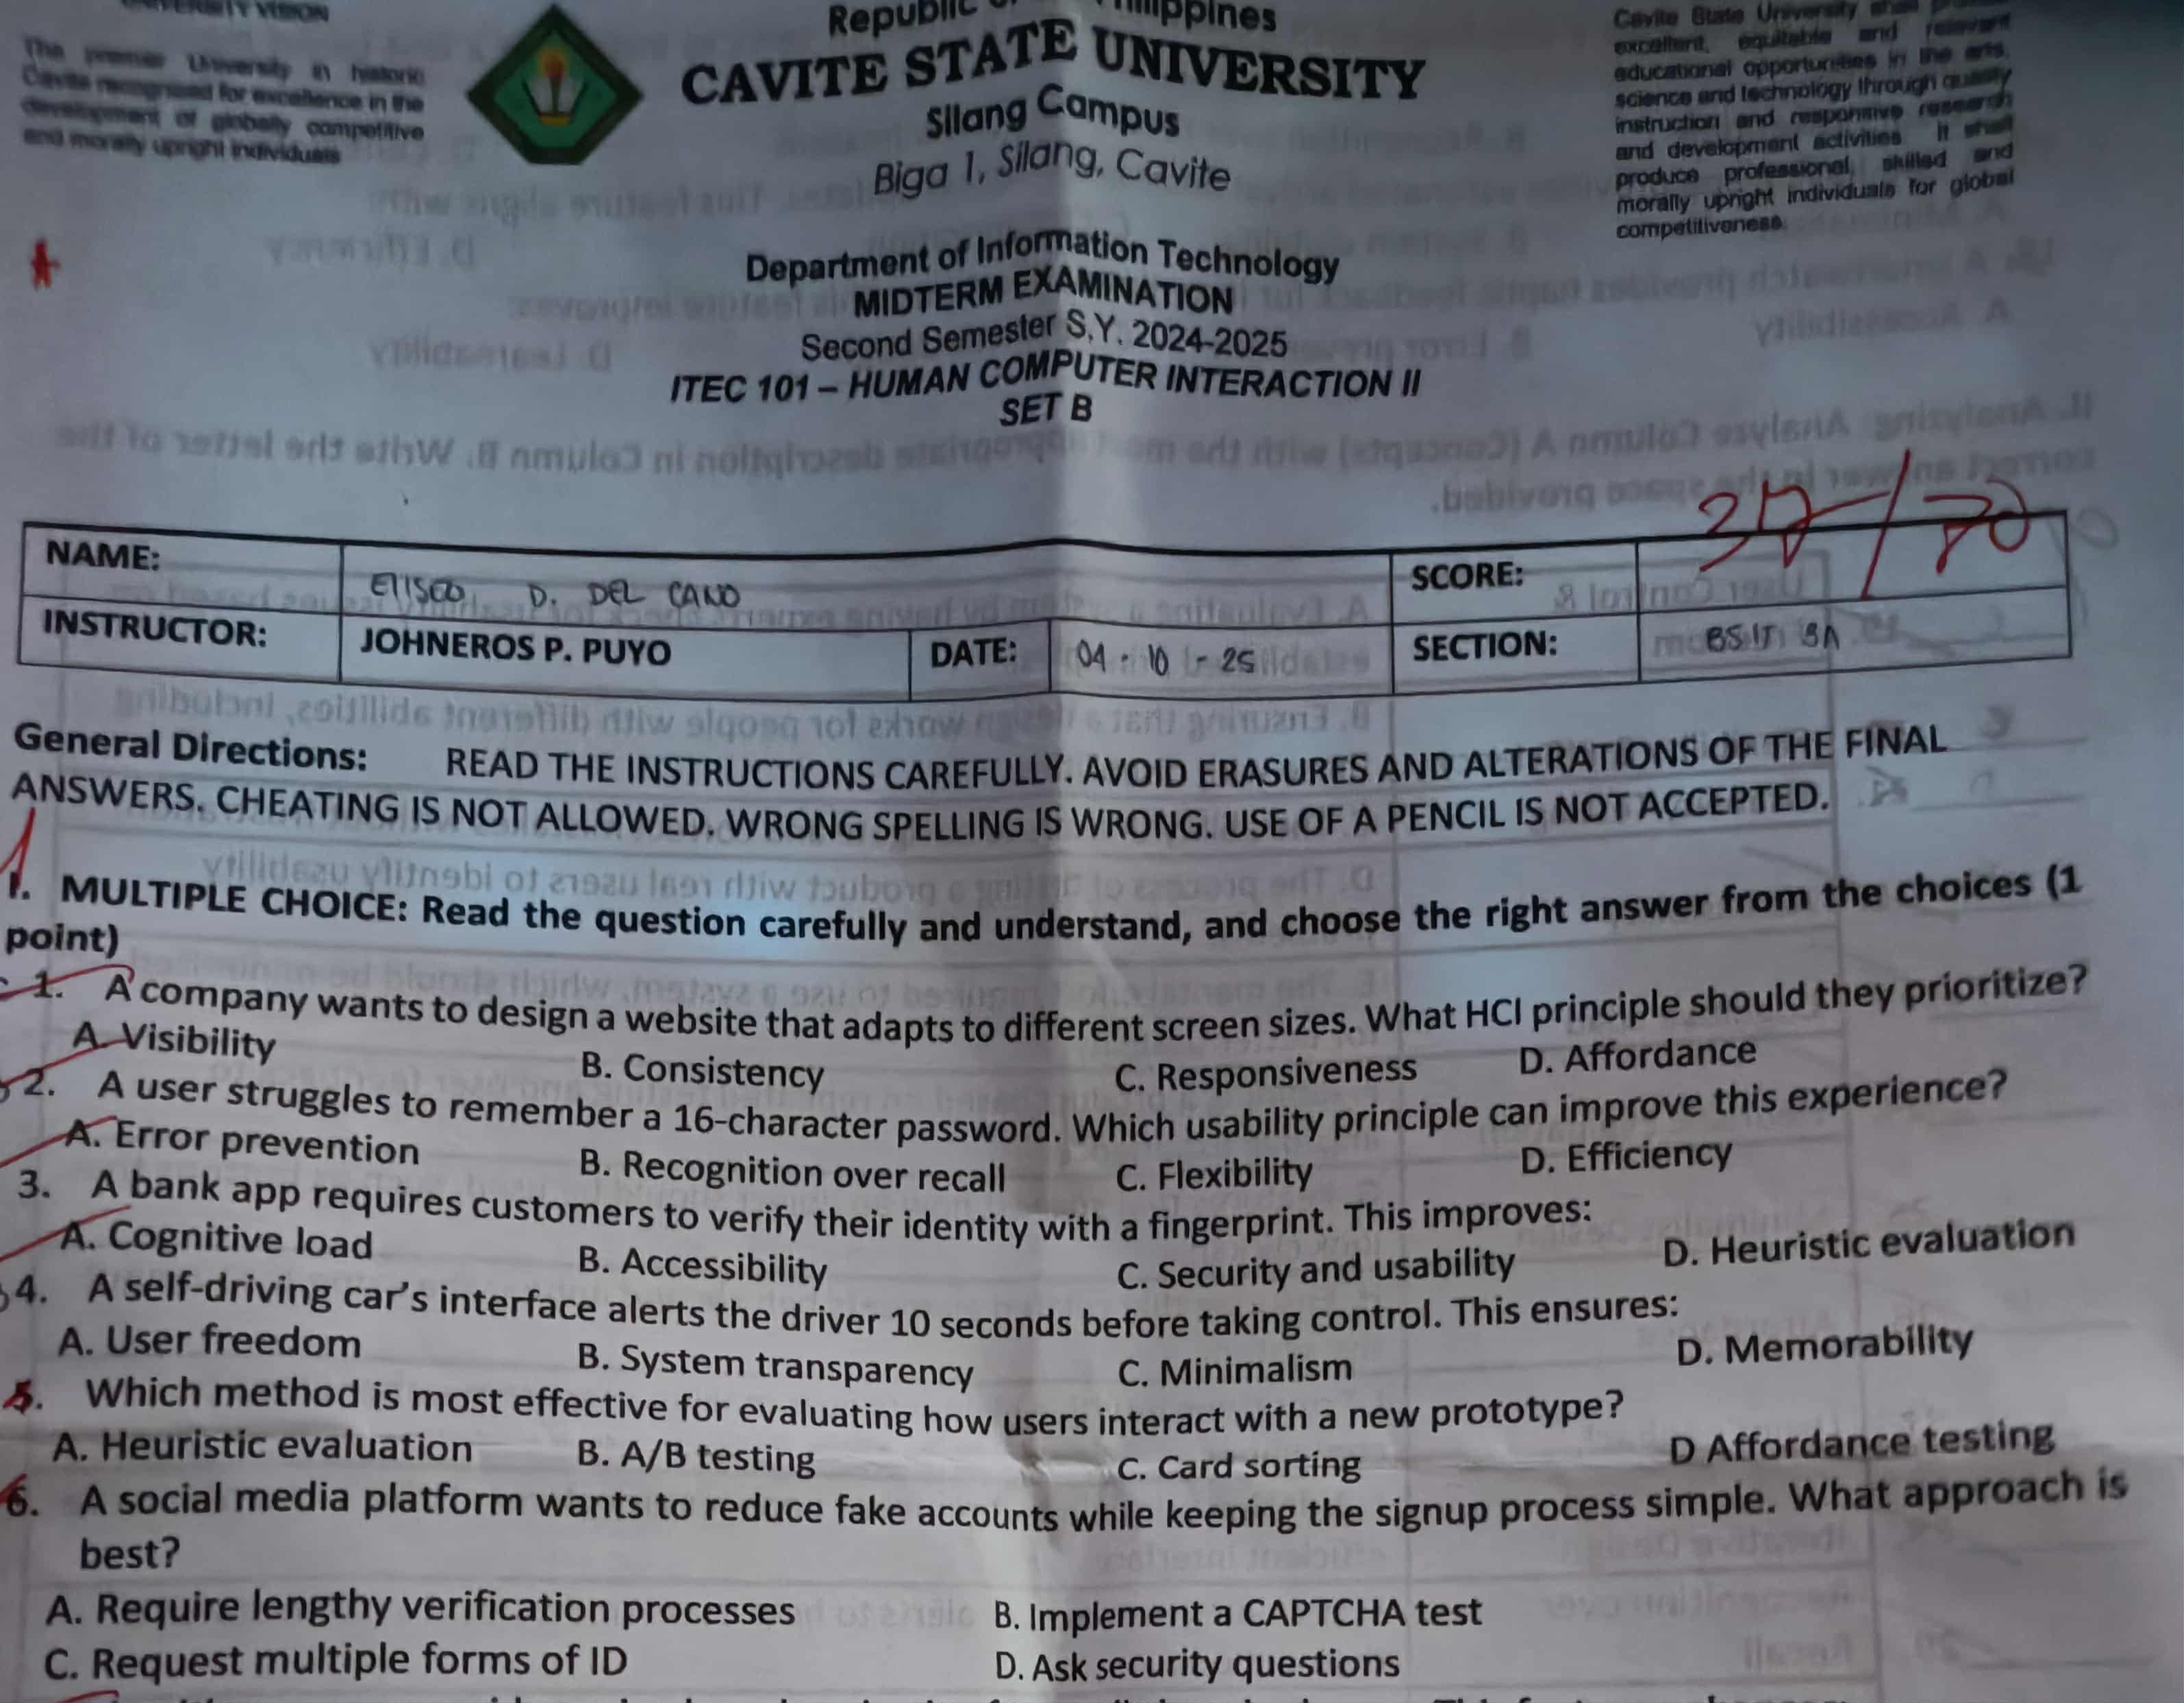 UNIVERSITY VISION
The premier University in historic
Cavite recognized for excellence in the
development of globally competitive
and morally upright individuals
Republic Philippines
CAVITE STATE UNIVERSITY
Silang Campus
Biga 1, Silang, Cavite
Cavite State University shall
excellent, equitable and relevant
educational opportunities in the arts,
science and technology through quality
instruction and responsive research
and development activities. It shall
produce professional, skilled and
morally upright individuals for global
competitiveness.
Department of Information Technology
MIDTERM EXAMINATION
Second Semester S.Y. 2024-2025
ITEC 101 – HUMAN COMPUTER INTERACTION II
SET B
NAME: D. DEL CANO SCORE: /70
INSTRUCTOR: JOHNEROS P. PUYO DATE: 04-10-25 SECTION: BSIT 3A
General Directions: READ THE INSTRUCTIONS CAREFULLY. AVOID ERASURES AND ALTERATIONS OF THE FINAL
ANSWERS. CHEATING IS NOT ALLOWED. WRONG SPELLING IS WRONG. USE OF A PENCIL IS NOT ACCEPTED.
I. MULTIPLE CHOICE: Read the question carefully and understand, and choose the right answer from the choices (1
point)
1. A company wants to design a website that adapts to different screen sizes. What HCI principle should they prioritize?
A. Visibility B. Consistency C. Responsiveness D. Affordance
2. A user struggles to remember a 16-character password. Which usability principle can improve this experience?
A. Error prevention B. Recognition over recall C. Flexibility D. Efficiency
3. A bank app requires customers to verify their identity with a fingerprint. This improves:
A. Cognitive load B. Accessibility C. Security and usability D. Heuristic evaluation
4. A self-driving car's interface alerts the driver 10 seconds before taking control. This ensures:
A. User freedom B. System transparency C. Minimalism D. Memorability
5. Which method is most effective for evaluating how users interact with a new prototype?
A. Heuristic evaluation B. A/B testing C. Card sorting D Affordance testing
6. A social media platform wants to reduce fake accounts while keeping the signup process simple. What approach is
best?
A. Require lengthy verification processes B. Implement a CAPTCHA test
C. Request multiple forms of ID D. Ask security questions